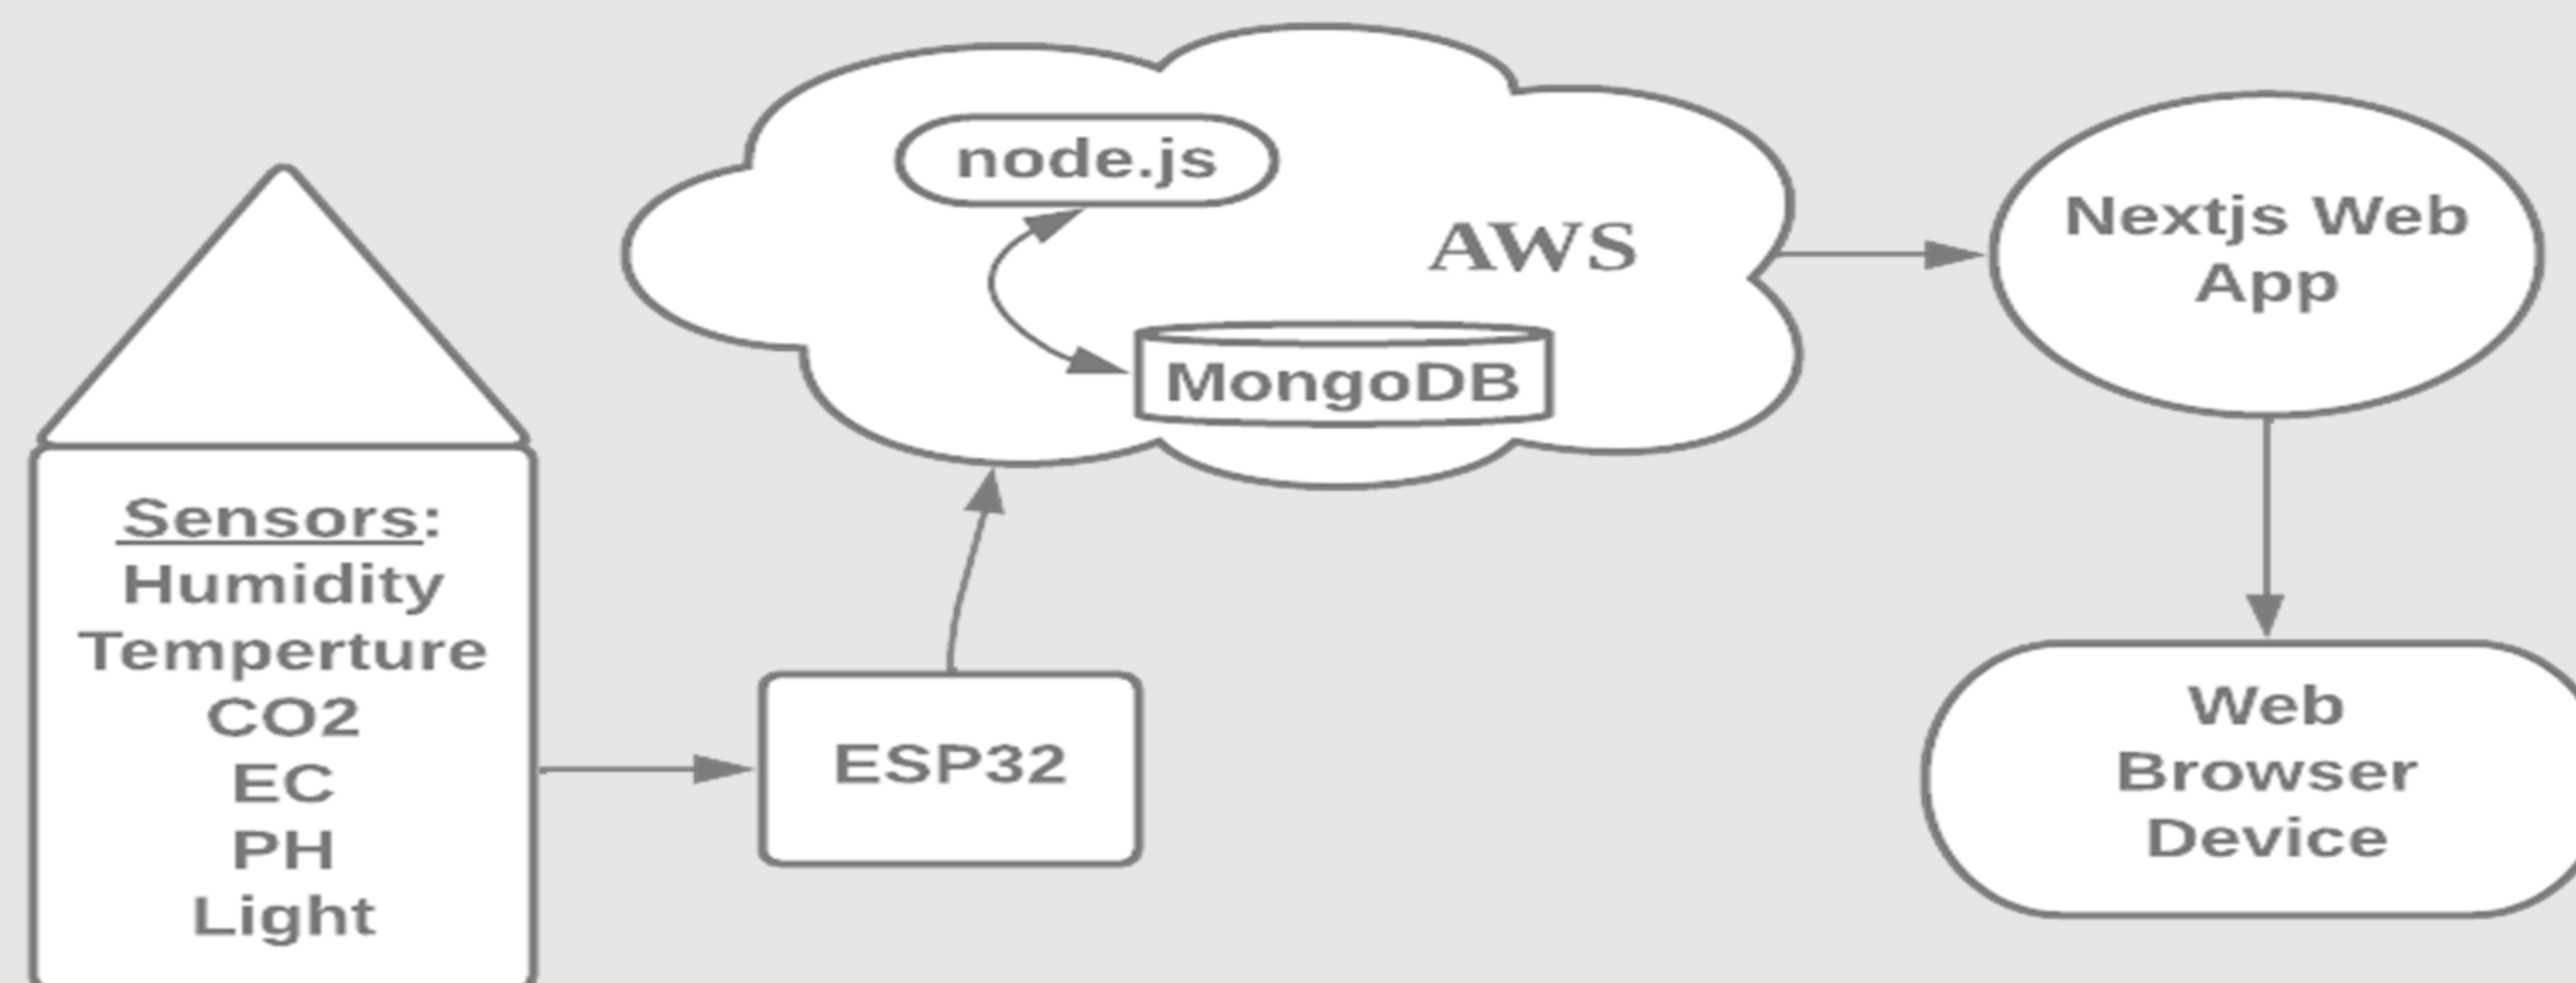 node.js
AWS
MongoDB
Nextjs Web
App
Sensors:
Humidity
Temperture
CO2
EC
PH
Light
ESP32
Web
Browser
Device